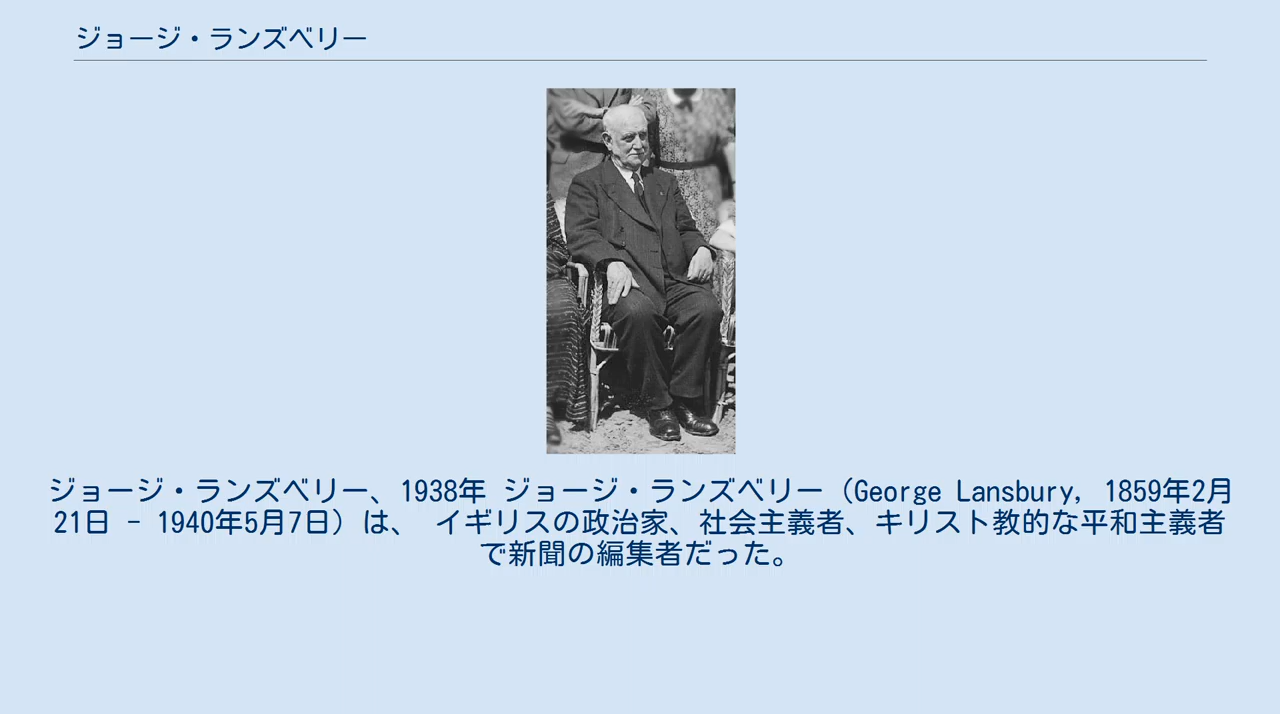 ジョージ・ランズベリー
ジョージ・ランズベリー、1938年 ジョージ・ランズベリー（George Lansbury, 1859年2月
21日 - 1940年5月7日）は、 イギリスの政治家、社会主義者、キリスト教的な平和主義者
で新聞の編集者だった。